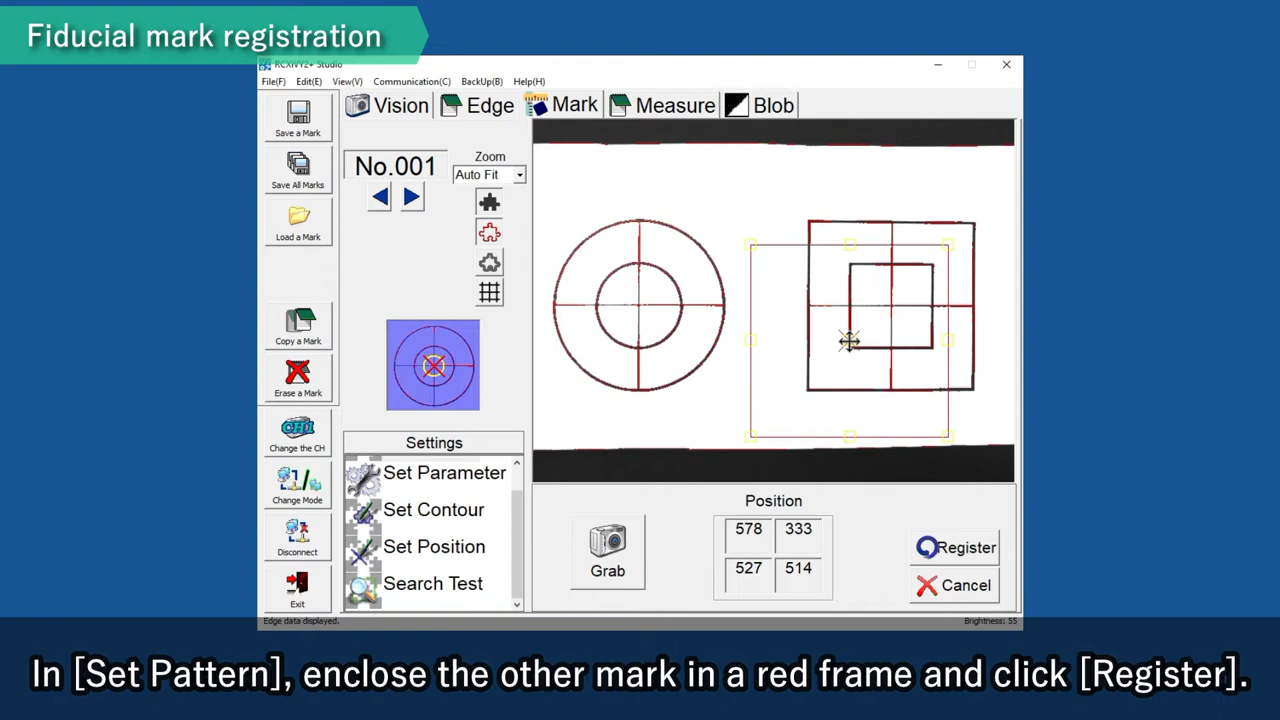 Fiducial mark registration
RCXiVY2+ Studio
File(F) Edit(E) View(V) Communication(C) BackUp(B) Help(H)
Save a Mark
Save All Marks
Load a Mark
Copy a Mark
Erase a Mark
Change the CH
Change Mode
Disconnect
Exit
Vision Edge Mark Measure Blob
No.001
Zoom
Auto Fit
Settings
Set Parameter
Set Contour
Set Position
Search Test
Grab
Position
578 333
527 514
Register
Cancel
Edge data displayed.
Brightness: 55
In [Set Pattern], enclose the other mark in a red frame and click [Register].